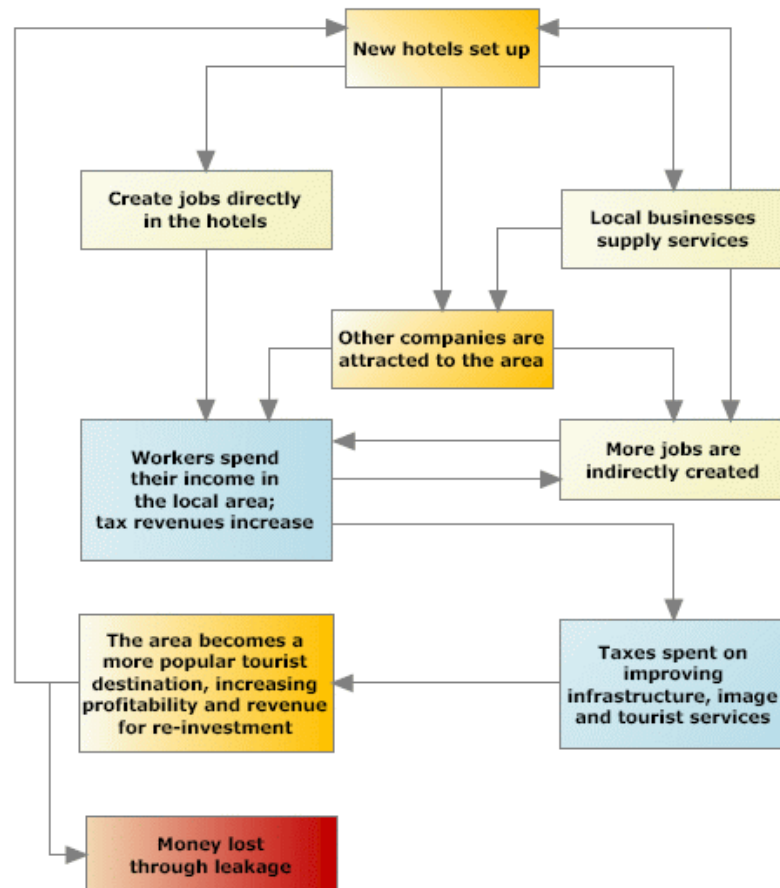 New hotels set up
Create jobs directly
in the hotels
Local businesses
supply services
Other companies are
attracted to the area
Workers spend
their income in
the local area;
tax revenues increase
More jobs are
indirectly created
The area becomes a
more popular tourist
destination, increasing
profitability and revenue
for re-investment
Taxes spent on
improving
infrastructure, image
and tourist services
Money lost
through leakage